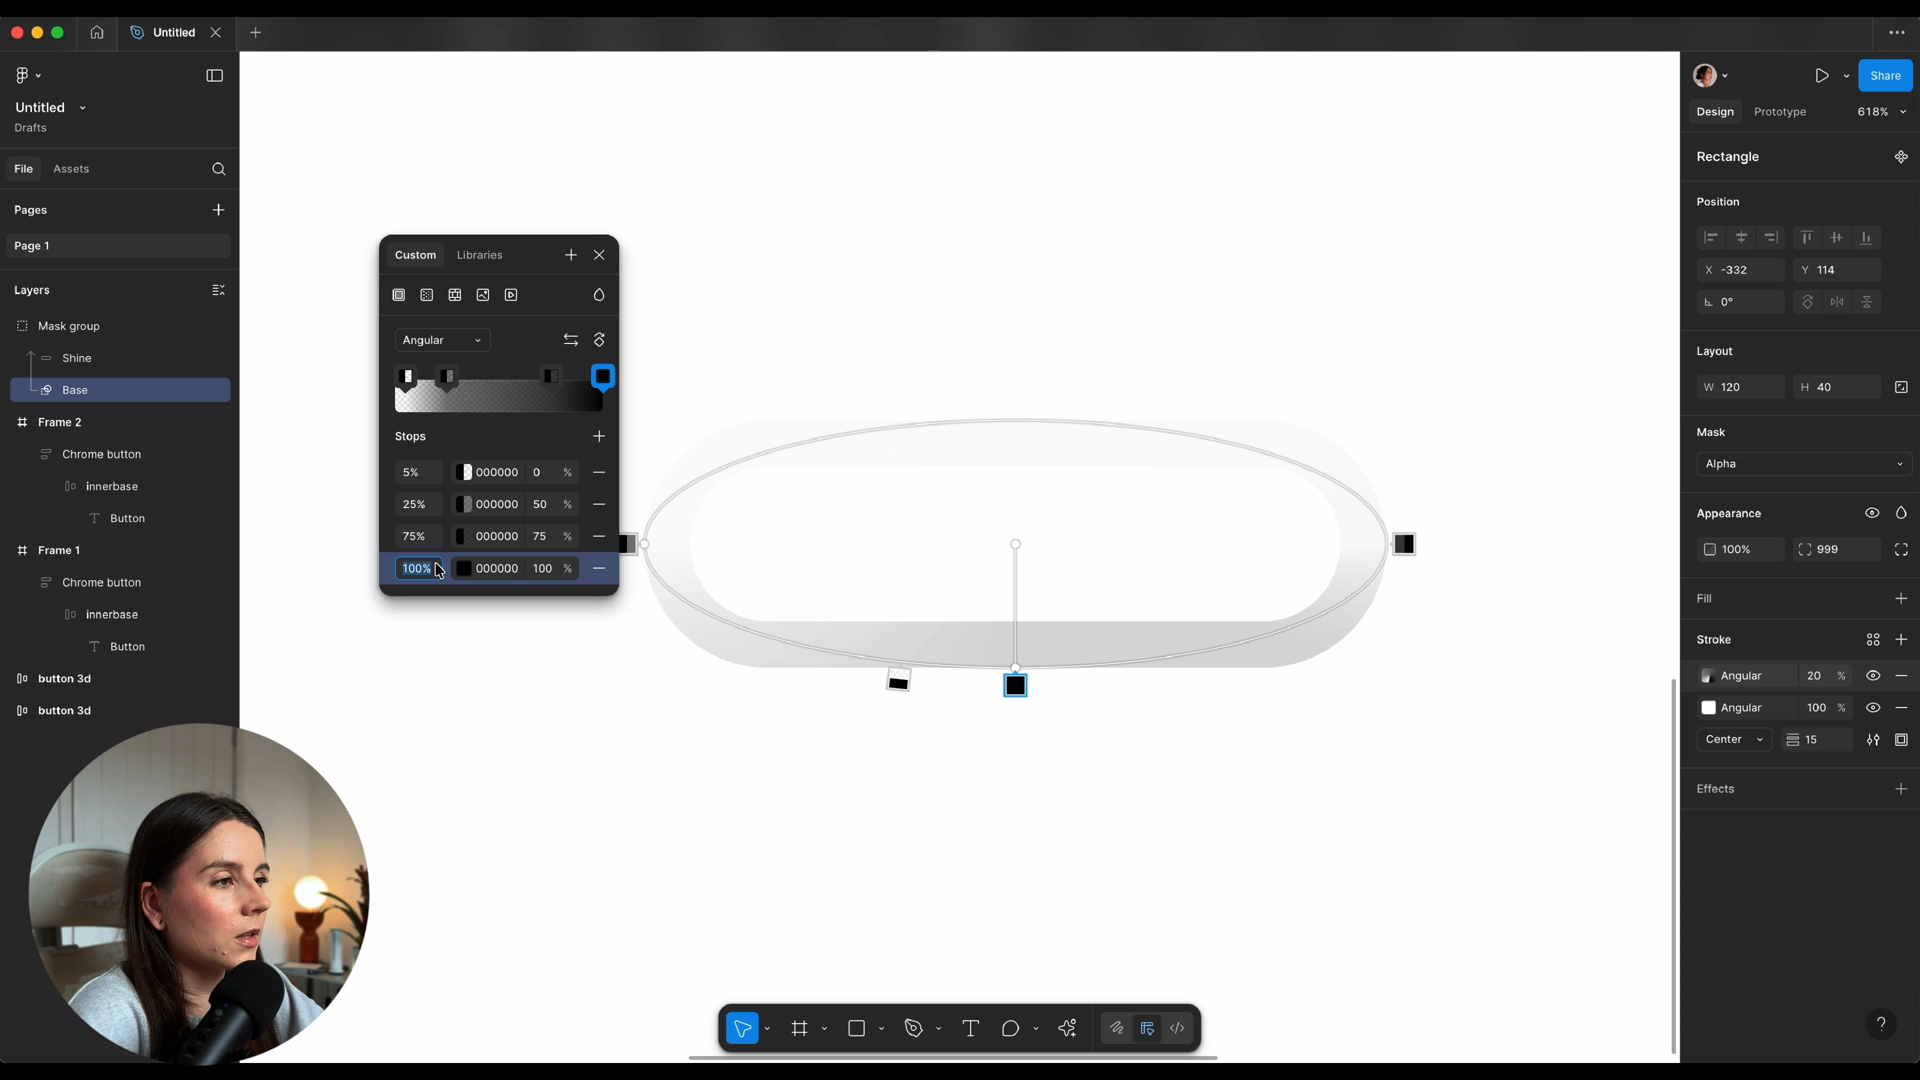 Untitled
Untitled
Drafts
File
Assets
Pages
Page 1
Layers
Mask group
Shine
Base
Frame 2
Chrome button
innerbase
Button
Frame 1
Chrome button
innerbase
Button
button 3d
button 3d
Custom
Libraries
Angular
Stops
5% 000000 0 %
25% 000000 50 %
75% 000000 75 %
100% 000000 100 %
Share
Design
Prototype
618%
Rectangle
Position
X -332
Y 114
0°
Layout
W 120
H 40
Mask
Alpha
Appearance
100%
999
Fill
Stroke
Angular 20 %
Angular 100 %
Center
15
Effects
?